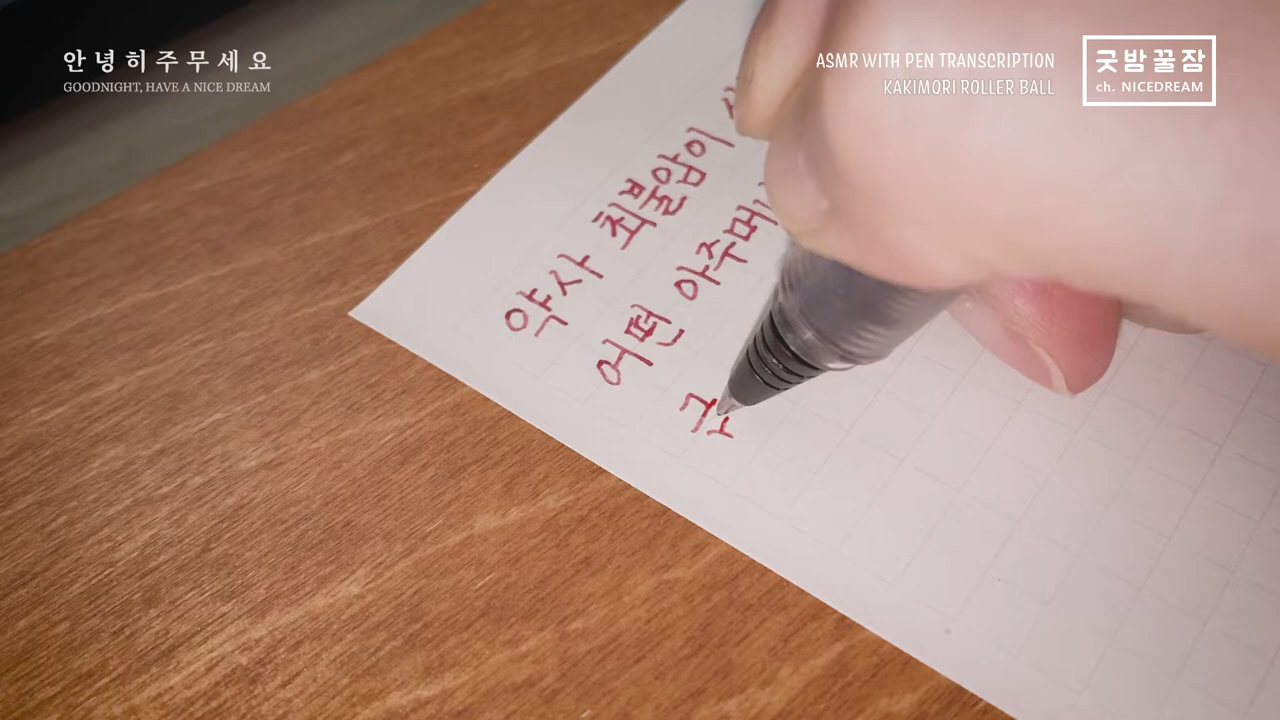 안녕히주무세요
GOODNIGHT, HAVE A NICE DREAM
ASMR WITH PEN TRANSCRIPTION
KAKIMORI ROLLER BALL
굿밤꿀잠
ch. NICEDREAM
약사 최불암이
어떤 아주메